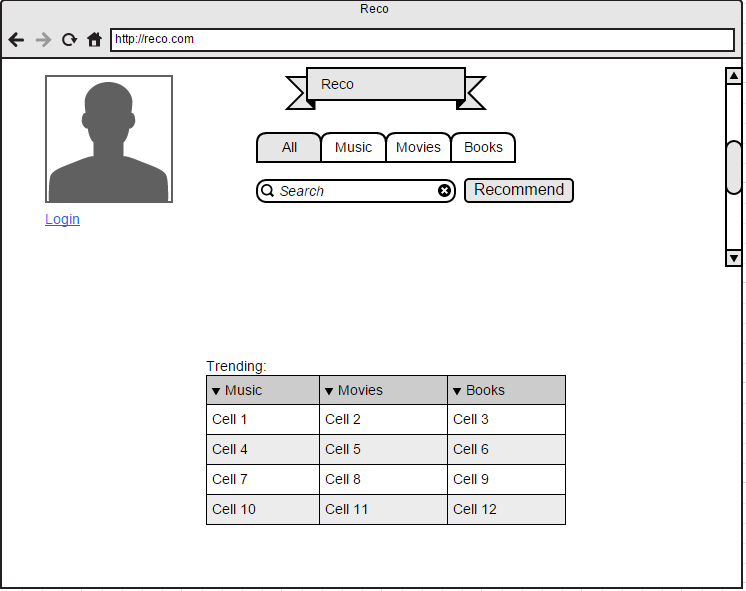 Reco
http://reco.com
Reco
All Music Movies Books
Search Recommend
Login
Trending:
Music Movies Books
Cell 1 Cell 2 Cell 3
Cell 4 Cell 5 Cell 6
Cell 7 Cell 8 Cell 9
Cell 10 Cell 11 Cell 12